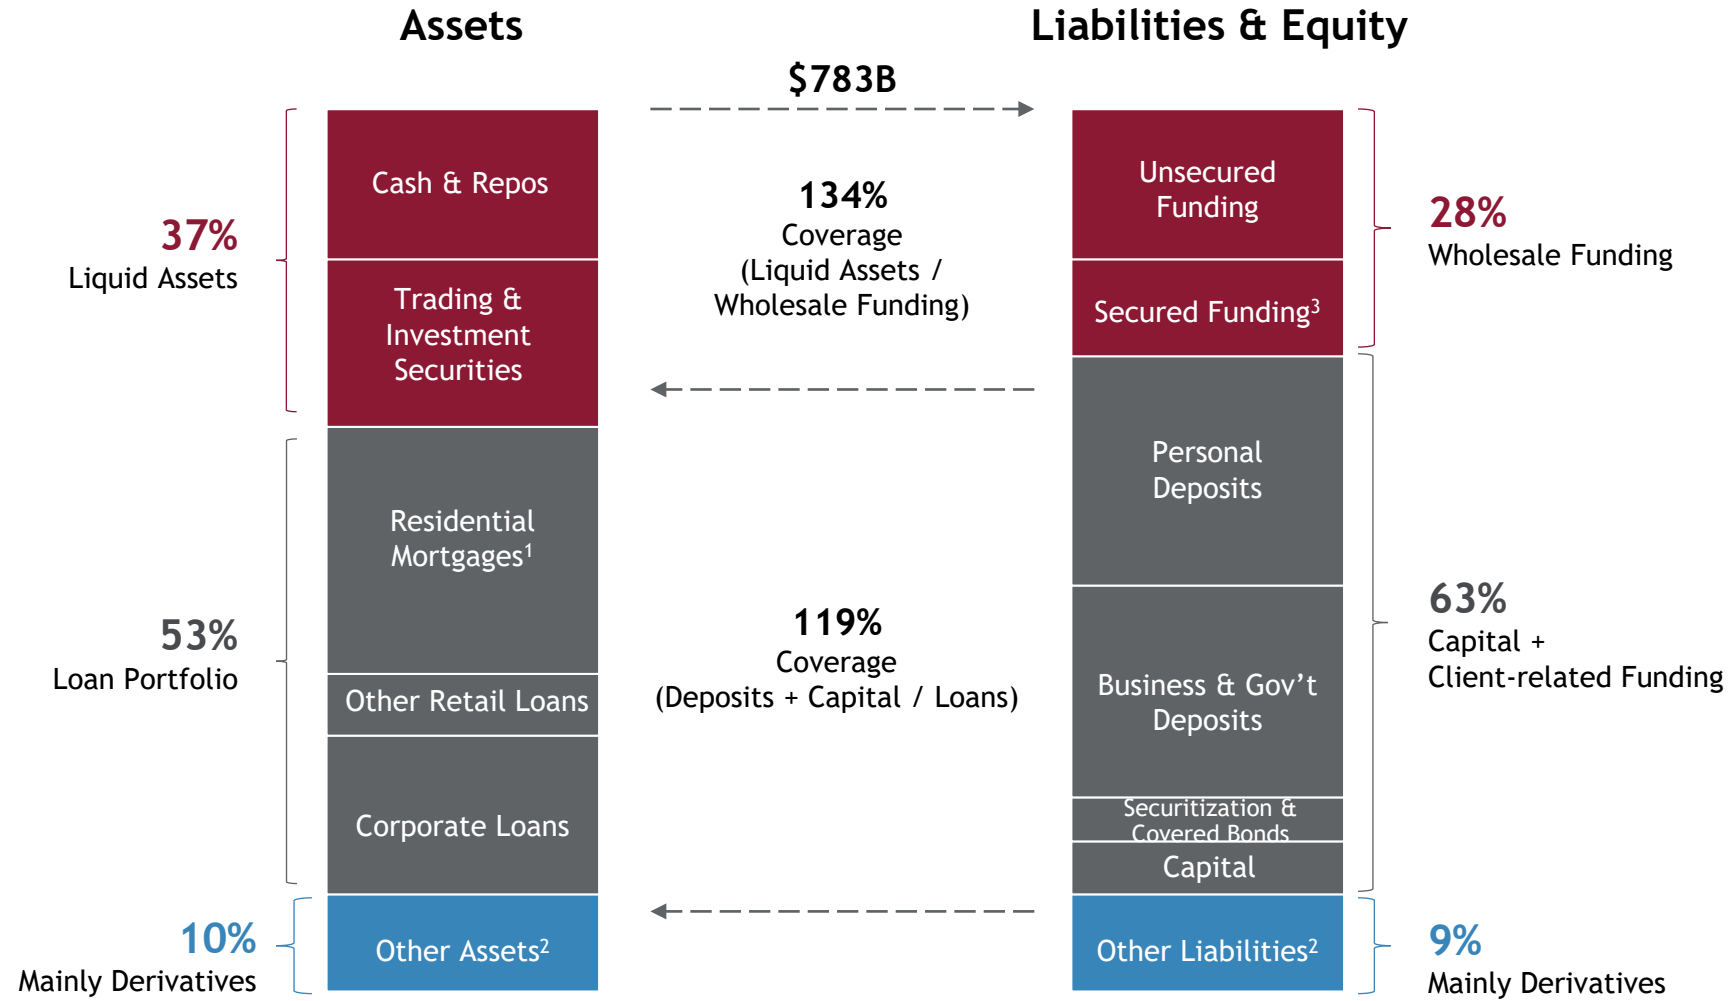 Assets
Liabilities & Equity
$783B
37%
Liquid Assets
Cash & Repos
Trading &
Investment
Securities
134%
Coverage
(Liquid Assets /
Wholesale Funding)
Unsecured
Funding
Secured Funding³
28%
Wholesale Funding
53%
Loan Portfolio
Residential
Mortgages¹
Other Retail Loans
Corporate Loans
119%
Coverage
(Deposits + Capital / Loans)
Personal
Deposits
Business & Gov’t
Deposits
Securitization &
Covered Bonds
Capital
63%
Capital +
Client-related Funding
10%
Mainly Derivatives
Other Assets²
Other Liabilities²
9%
Mainly Derivatives